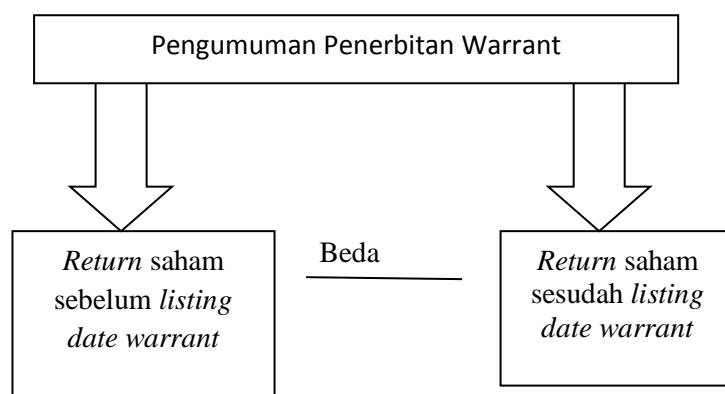 Pengumuman Penerbitan Warrant
Return saham
sebelum listing
date warrant
Beda
Return saham
sesudah listing
date warrant